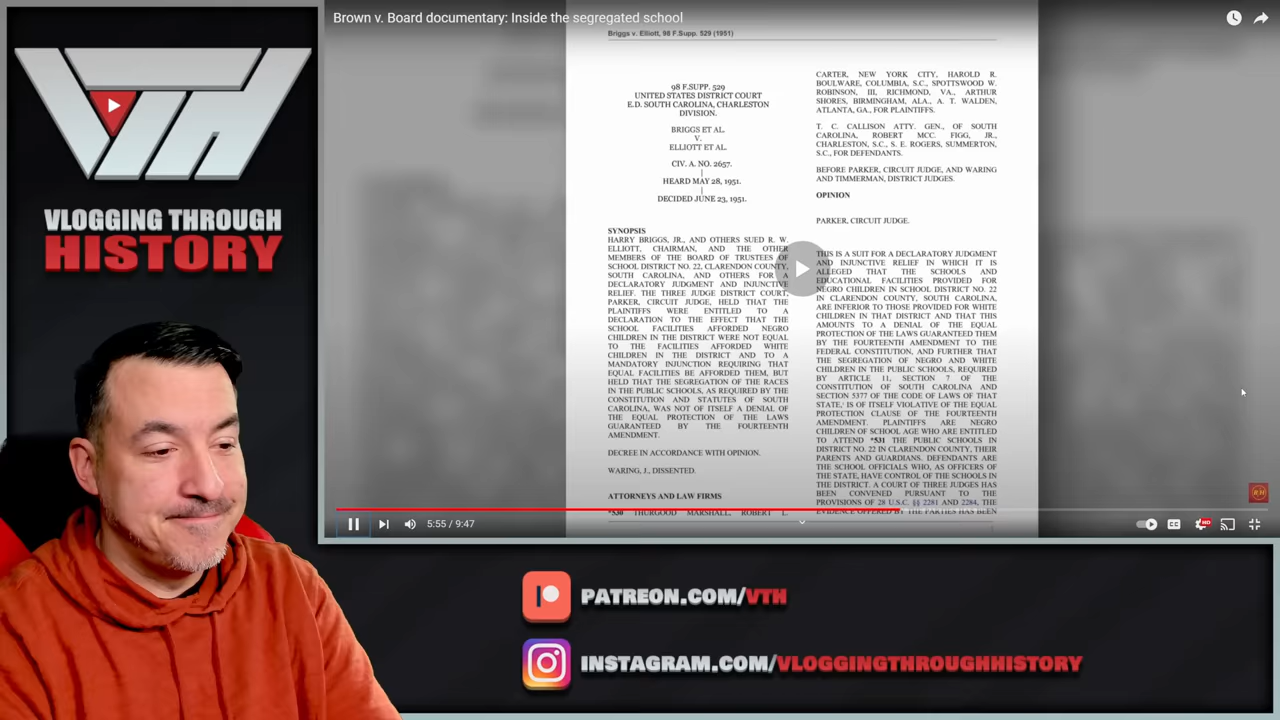 Brown v. Board documentary: Inside the segregated school
Briggs v. Elliott, 98 F.Supp. 529 (1951)
98 F.SUPP. 529
UNITED STATES DISTRICT COURT
E.D. SOUTH CAROLINA, CHARLESTON
DIVISION.
BRIGGS ET AL.
V.
ELLIOTT ET AL.
CIV. A. NO. 2657.
|
HEARD MAY 28, 1951.
|
DECIDED JUNE 23, 1951.
SYNOPSIS
HARRY BRIGGS, JR., AND OTHERS SUED R. W.
ELLIOTT, CHAIRMAN, AND THE OTHER
MEMBERS OF THE BOARD OF TRUSTEES OF
SCHOOL DISTRICT NO. 22, CLARENDON COUNTY,
SOUTH CAROLINA, AND OTHERS FOR A
DECLARATORY JUDGMENT AND INJUNCTIVE
RELIEF. THE THREE JUDGE DISTRICT COURT,
PARKER, CIRCUIT JUDGE, HELD THAT THE
PLAINTIFFS WERE ENTITLED TO A
DECLARATION TO THE EFFECT THAT THE
SCHOOL FACILITIES AFFORDED NEGRO
CHILDREN IN THE DISTRICT WERE NOT EQUAL
TO THE FACILITIES AFFORDED WHITE
CHILDREN IN THE DISTRICT AND TO A
MANDATORY INJUNCTION REQUIRING THAT
EQUAL FACILITIES BE AFFORDED THEM, BUT
HELD THAT THE SEGREGATION OF THE RACES
IN THE PUBLIC SCHOOLS, AS REQUIRED BY THE
CONSTITUTION AND STATUTES OF SOUTH
CAROLINA, WAS NOT OF ITSELF A DENIAL OF
THE EQUAL PROTECTION OF THE LAWS
GUARANTEED BY THE FOURTEENTH
AMENDMENT.
DECREE IN ACCORDANCE WITH OPINION.
WARING, J., DISSENTED.
ATTORNEYS AND LAW FIRMS
*530 THURGOOD MARSHALL, ROBERT L.
CARTER, NEW YORK CITY, HAROLD R.
BOULWARE, COLUMBIA, S.C., SPOTTSWOOD W.
ROBINSON, III, RICHMOND, VA., ARTHUR
SHORES, BIRMINGHAM, ALA., A. T. WALDEN,
ATLANTA, GA., FOR PLAINTIFFS.
T. C. CALLISON ATTY. GEN., OF SOUTH
CAROLINA, ROBERT MCC. FIGG, JR.,
CHARLESTON, S.C., S. E. ROGERS, SUMMERTON,
S.C., FOR DEFENDANTS.
BEFORE PARKER, CIRCUIT JUDGE, AND WARING
AND TIMMERMAN, DISTRICT JUDGES.
OPINION
PARKER, CIRCUIT JUDGE.
THIS IS A SUIT FOR A DECLARATORY JUDGMENT
AND INJUNCTIVE RELIEF IN WHICH IT IS
ALLEGED THAT THE SCHOOLS AND
EDUCATIONAL FACILITIES PROVIDED FOR
NEGRO CHILDREN IN SCHOOL DISTRICT NO. 22
IN CLARENDON COUNTY, SOUTH CAROLINA,
ARE INFERIOR TO THOSE PROVIDED FOR WHITE
CHILDREN IN THAT DISTRICT AND THAT THIS
AMOUNTS TO A DENIAL OF THE EQUAL
PROTECTION OF THE LAWS GUARANTEED THEM
BY THE FOURTEENTH AMENDMENT TO THE
FEDERAL CONSTITUTION, AND FURTHER THAT
THE SEGREGATION OF NEGRO AND WHITE
CHILDREN IN THE PUBLIC SCHOOLS, REQUIRED
BY ARTICLE 11, SECTION 7 OF THE
CONSTITUTION OF SOUTH CAROLINA AND
SECTION 5377 OF THE CODE OF LAWS OF THAT
STATE, IS OF ITSELF VIOLATIVE OF THE EQUAL
PROTECTION CLAUSE OF THE FOURTEENTH
AMENDMENT. PLAINTIFFS ARE NEGRO
CHILDREN OF SCHOOL AGE WHO ARE ENTITLED
TO ATTEND *531 THE PUBLIC SCHOOLS IN
DISTRICT NO. 22 IN CLARENDON COUNTY, THEIR
PARENTS AND GUARDIANS. DEFENDANTS ARE
THE SCHOOL OFFICIALS WHO, AS OFFICERS OF
THE STATE, HAVE CONTROL OF THE SCHOOLS IN
THE DISTRICT. A COURT OF THREE JUDGES HAS
BEEN CONVENED PURSUANT TO THE
PROVISIONS OF 28 U.S.C. §§ 2281 AND 2284, THE
EVIDENCE OFFERED BY THE PARTIES HAS BEEN
5:55 / 9:47
CC
HD
RH
VTH
VLOGGING THROUGH
HISTORY
PATREON.COM/VTH
INSTAGRAM.COM/VLOGGINGTHROUGHHISTORY